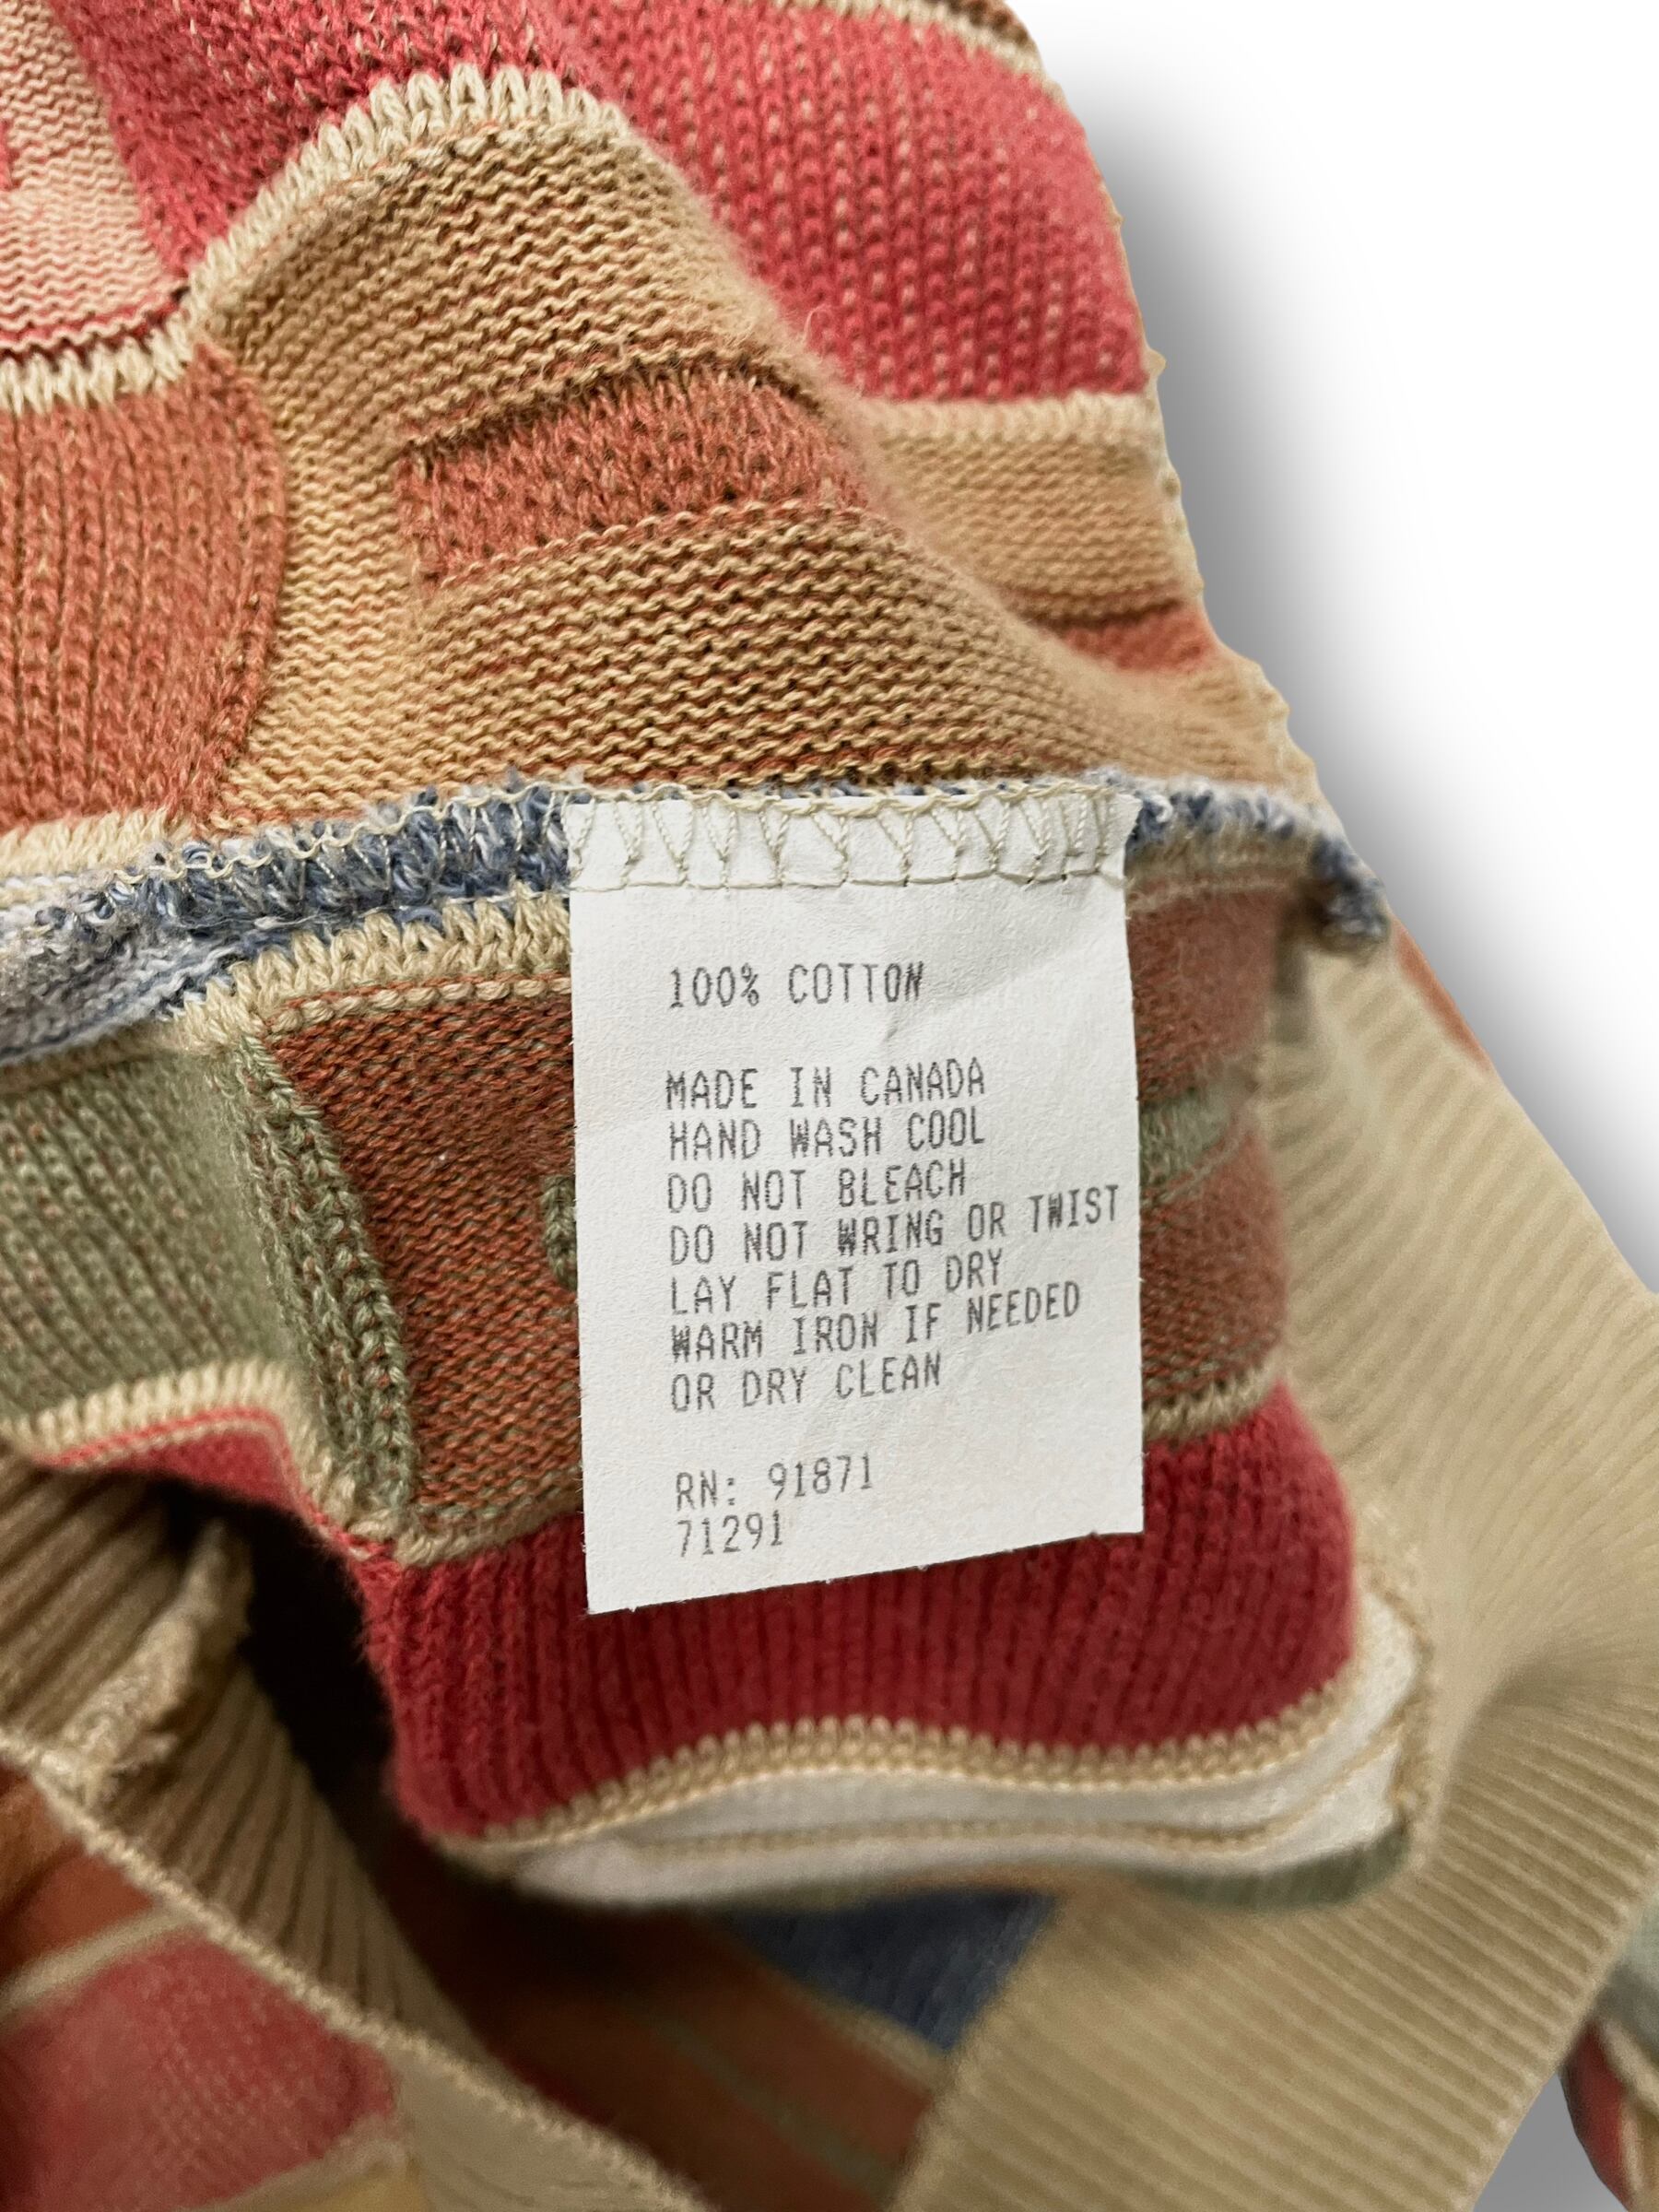 100% COTTON
MADE IN CANADA
HAND WASH COOL
DO NOT BLEACH
DO NOT WRING OR TWIST
LAY FLAT TO DRY
WARM IRON IF NEEDED
OR DRY CLEAN
RN: 91871
71291